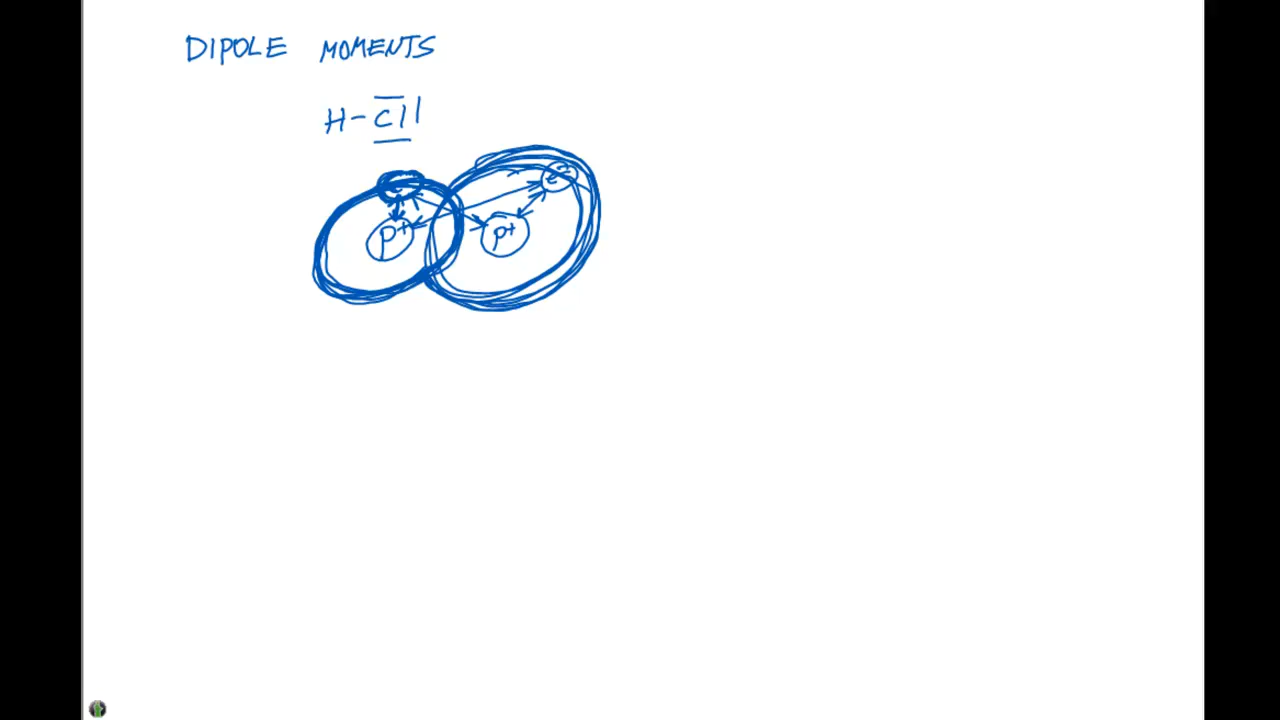 DIPOLE MOMENTS
H-Cl
e- e-
p+ p+